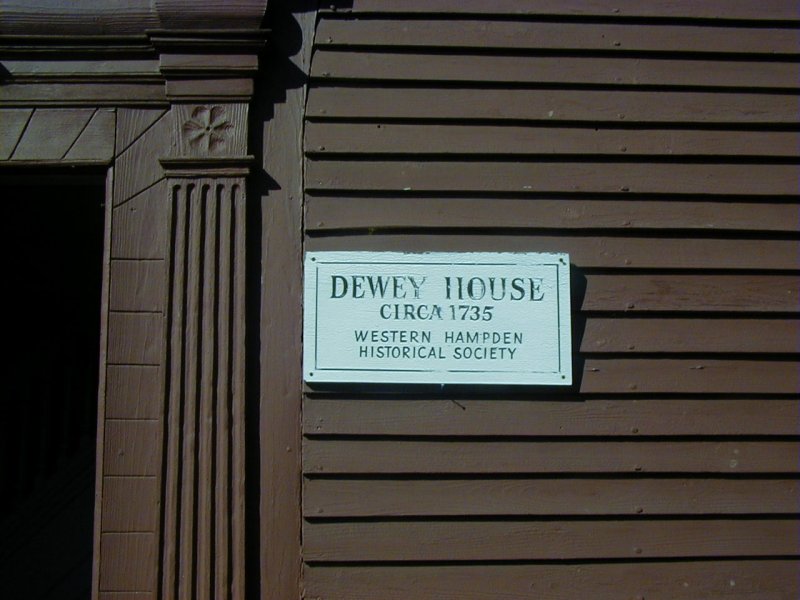 DEWEY HOUSE
CIRCA 1735
WESTERN HAMPDEN
HISTORICAL SOCIETY